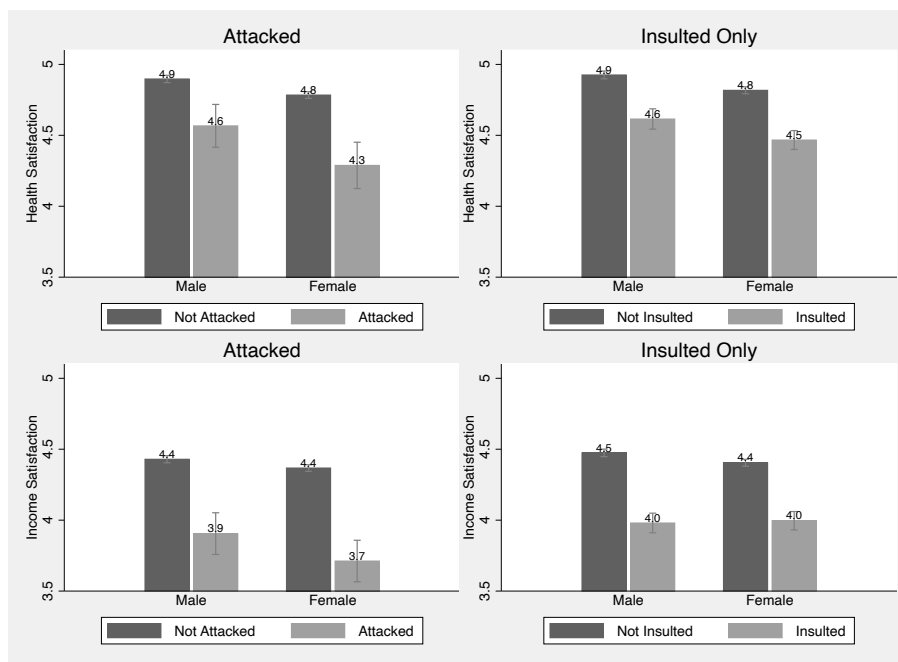 Attacked
5
4.5
4
3.5
Health Satisfaction
4.9
4.6
4.8
4.3
Male
Female
Not Attacked
Attacked
Insulted Only
5
4.5
4
3.5
Health Satisfaction
4.9
4.6
4.8
4.5
Male
Female
Not Insulted
Insulted
Attacked
5
4.5
4
3.5
Income Satisfaction
4.4
3.9
4.4
3.7
Male
Female
Not Attacked
Attacked
Insulted Only
5
4.5
4
3.5
Income Satisfaction
4.5
4.0
4.4
4.0
Male
Female
Not Insulted
Insulted